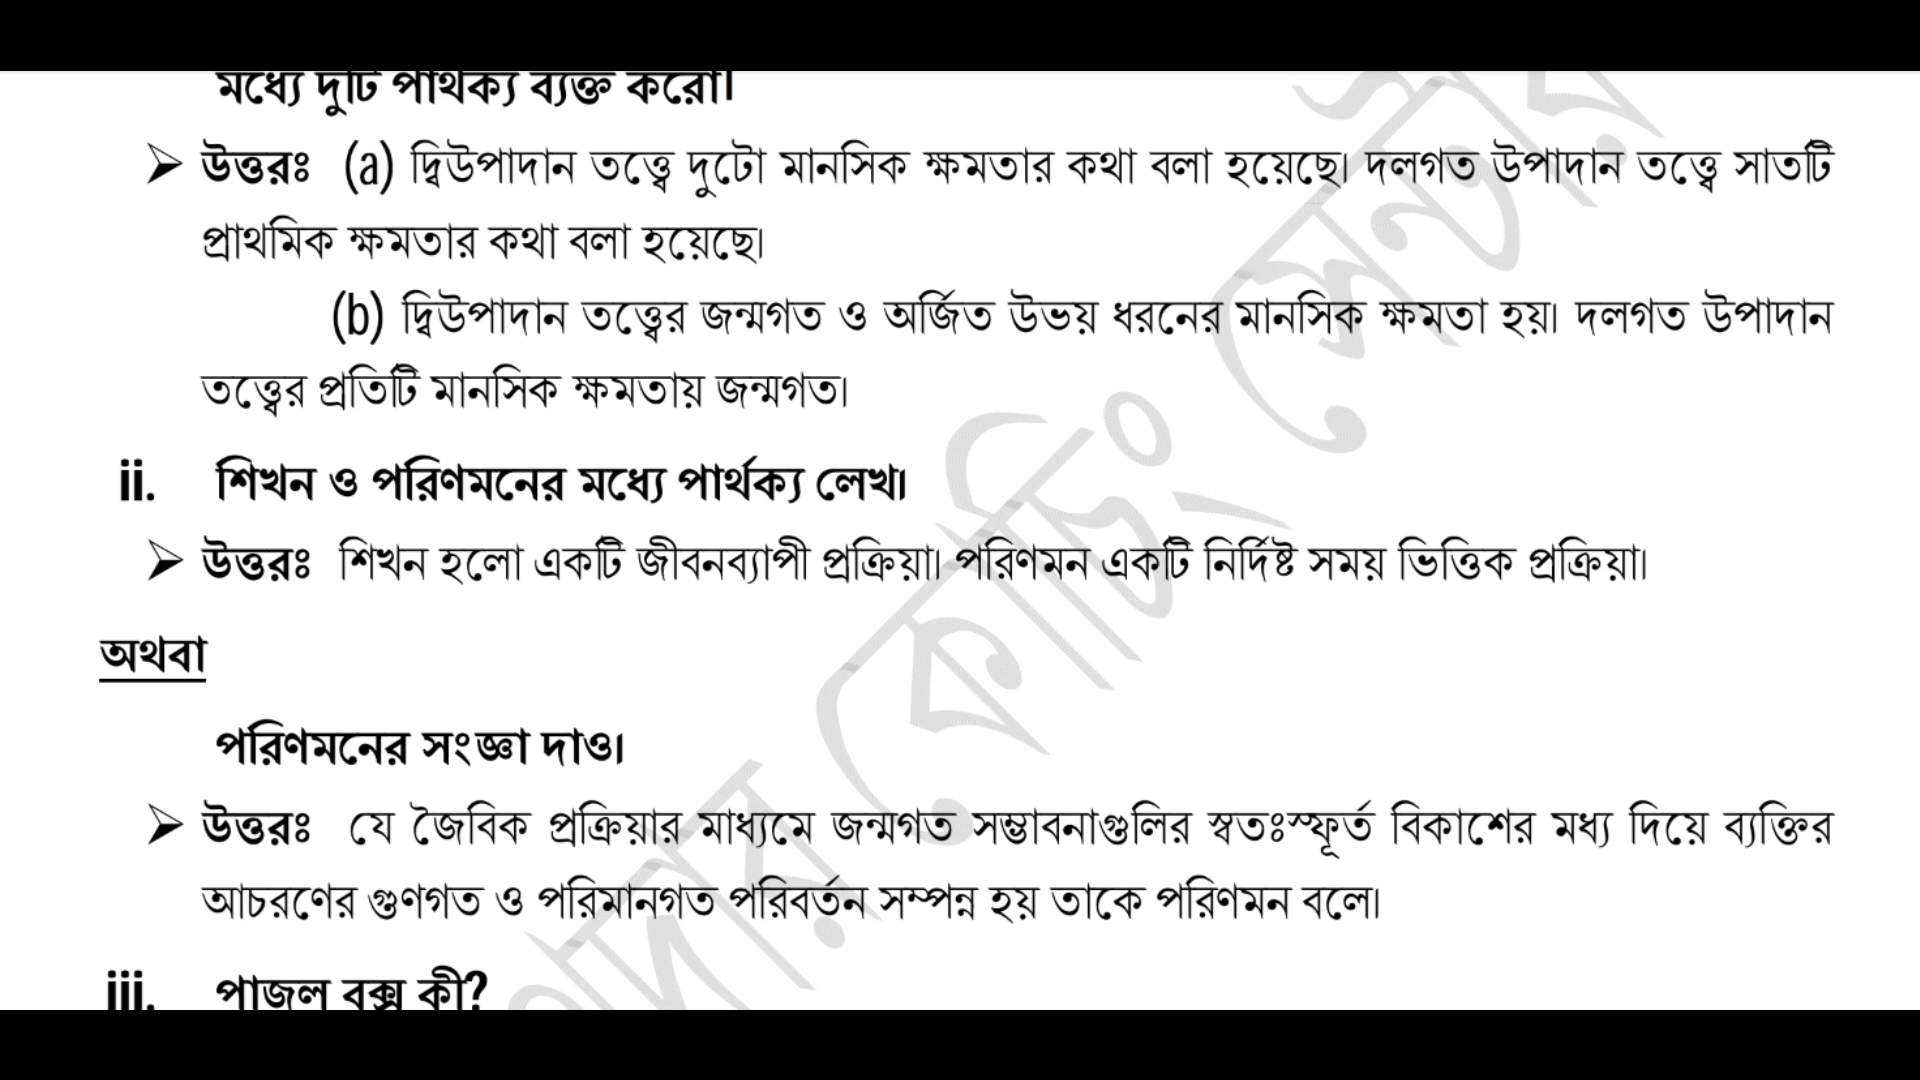 মধ্যে দুটি পার্থক্য ব্যক্ত করো।
➢ উত্তরঃ (a) দ্বিউপাদান তত্ত্বে দুটো মানসিক ক্ষমতার কথা বলা হয়েছে। দলগত উপাদান তত্ত্বে সাতটি
প্রাথমিক ক্ষমতার কথা বলা হয়েছে।
(b) দ্বিউপাদান তত্ত্বের জন্মগত ও অর্জিত উভয় ধরনের মানসিক ক্ষমতা হয়। দলগত উপাদান
তত্ত্বের প্রতিটি মানসিক ক্ষমতায় জন্মগত।
ii. শিখন ও পরিণমনের মধ্যে পার্থক্য লেখ।
➢ উত্তরঃ শিখন হলো একটি জীবনব্যাপী প্রক্রিয়া। পরিণমন একটি নির্দিষ্ট সময় ভিত্তিক প্রক্রিয়া।
অথবা
পরিণমনের সংজ্ঞা দাও।
➢ উত্তরঃ যে জৈবিক প্রক্রিয়ার মাধ্যমে জন্মগত সম্ভাবনাগুলির স্বতঃস্ফূর্ত বিকাশের মধ্য দিয়ে ব্যক্তির
আচরণের গুণগত ও পরিমানগত পরিবর্তন সম্পন্ন হয় তাকে পরিণমন বলে।
iii. পাজল বক্স কী?
কোচিং সেন্টার